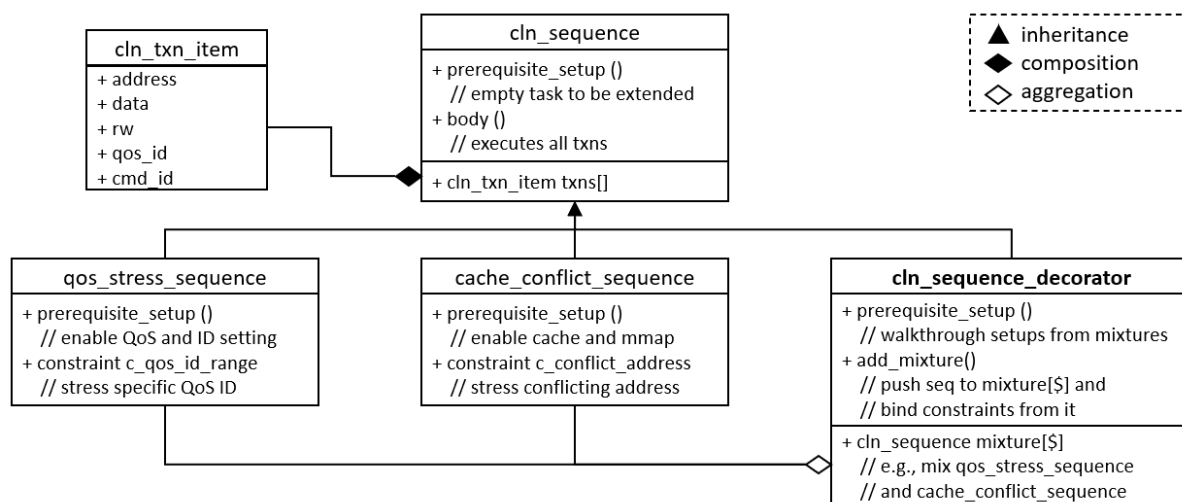 cln_txn_item
+ address
+ data
+ rw
+ qos_id
+ cmd_id
cln_sequence
+ prerequisite_setup ()
// empty task to be extended
+ body ()
// executes all txns
+ cln_txn_item txns[]
inheritance
composition
aggregation
qos_stress_sequence
+ prerequisite_setup ()
// enable QoS and ID setting
+ constraint c_qos_id_range
// stress specific QoS ID
cache_conflict_sequence
+ prerequisite_setup ()
// enable cache and mmap
+ constraint c_conflict_address
// stress conflicting address
cln_sequence_decorator
+ prerequisite_setup ()
// walkthrough setups from mixtures
+ add_mixture()
// push seq to mixture[$] and
// bind constraints from it
+ cln_sequence mixture[$]
// e.g., mix qos_stress_sequence
// and cache_conflict_sequence